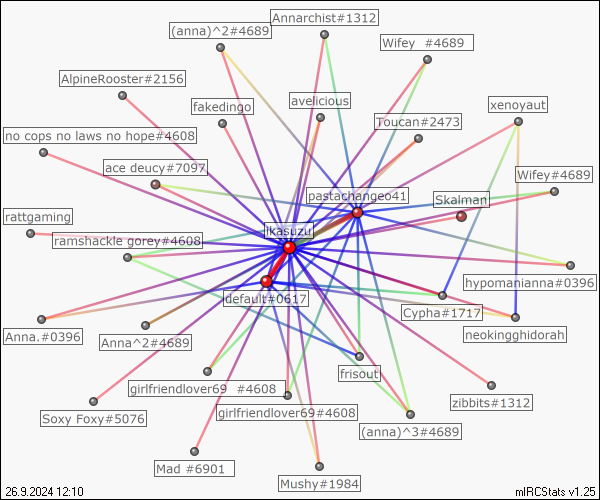 Annarchist#1312
(anna)^2#4689
Wifey  #4689
AlpineRooster#2156
fakedingo
avelicious
xenoyaut
Toucan#2473
no cops no laws no hope#4608
ace deucy#7097
pastachangeo41
Skalman
Wifey#4689
rattgaming
Ikasuzu
ramshackle gorey#4608
hypomanianna#0396
default#0617
Cypha#1717
Anna.#0396
Anna^2#4689
neokingghidorah
frisout
girlfriendlover69  #4608
zibbits#1312
Soxy Foxy#5076
girlfriendlover69#4608
(anna)^3#4689
Mad #6901
Mushy#1984
26.9.2024 12:10
mIRCStats v1.25